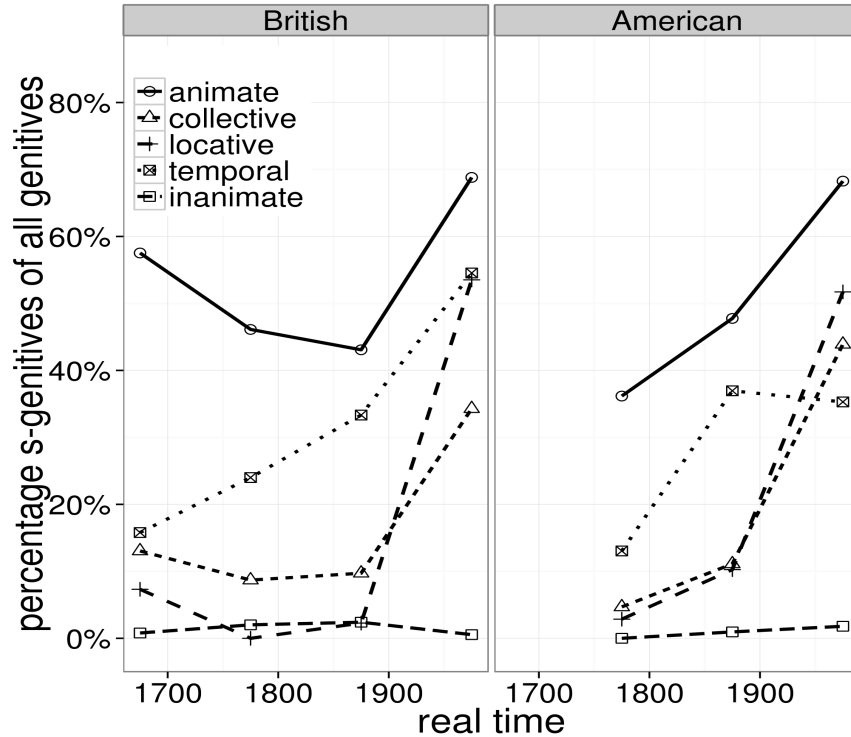 British
American
percentage s-genitives of all genitives
80%
60%
40%
20%
0%
animate
collective
locative
temporal
inanimate
1700 1800 1900
1700 1800 1900
real time